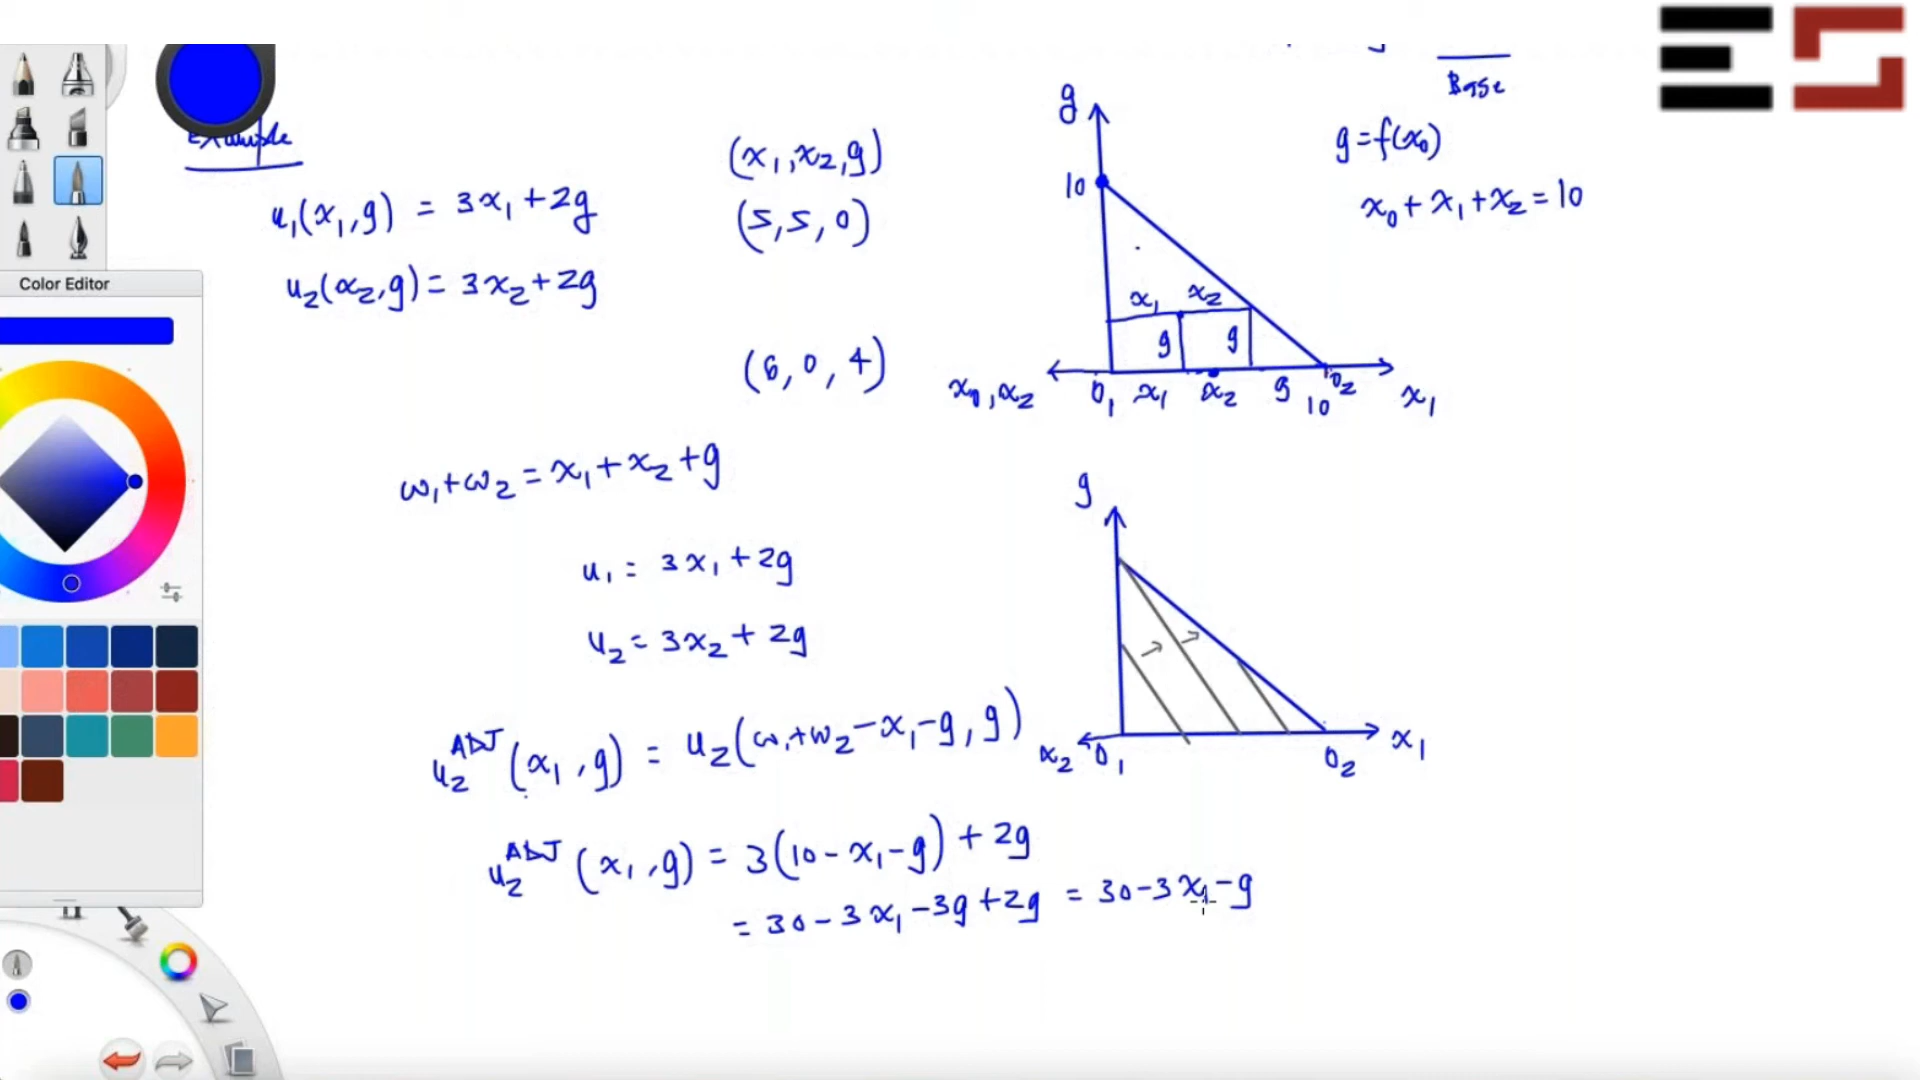 ES
Base
Example
Color Editor
(x₁,x₂,g)
(5,5,0)
(6,0,4)
u₁(x₁,g) = 3x₁+2g
u₂(x₂,g) = 3x₂+2g
g
10
x₁ x₂
g g
x₀,x₂ 0₁ x₁ x₂ g 10 0₂ x₁
g=f(x₀)
x₀+x₁+x₂=10
ω₁+ω₂ = x₁+x₂+g
u₁ = 3x₁+2g
u₂ = 3x₂+2g
g
x₂ 0₁ 0₂ x₁
u₂ᴬᴰᴶ(x₁,g) = u₂(ω₁+ω₂-x₁-g,g)
u₂ᴬᴰᴶ(x₁,g) = 3(10-x₁-g)+2g
= 30-3x₁-3g+2g = 30-3x₁-g